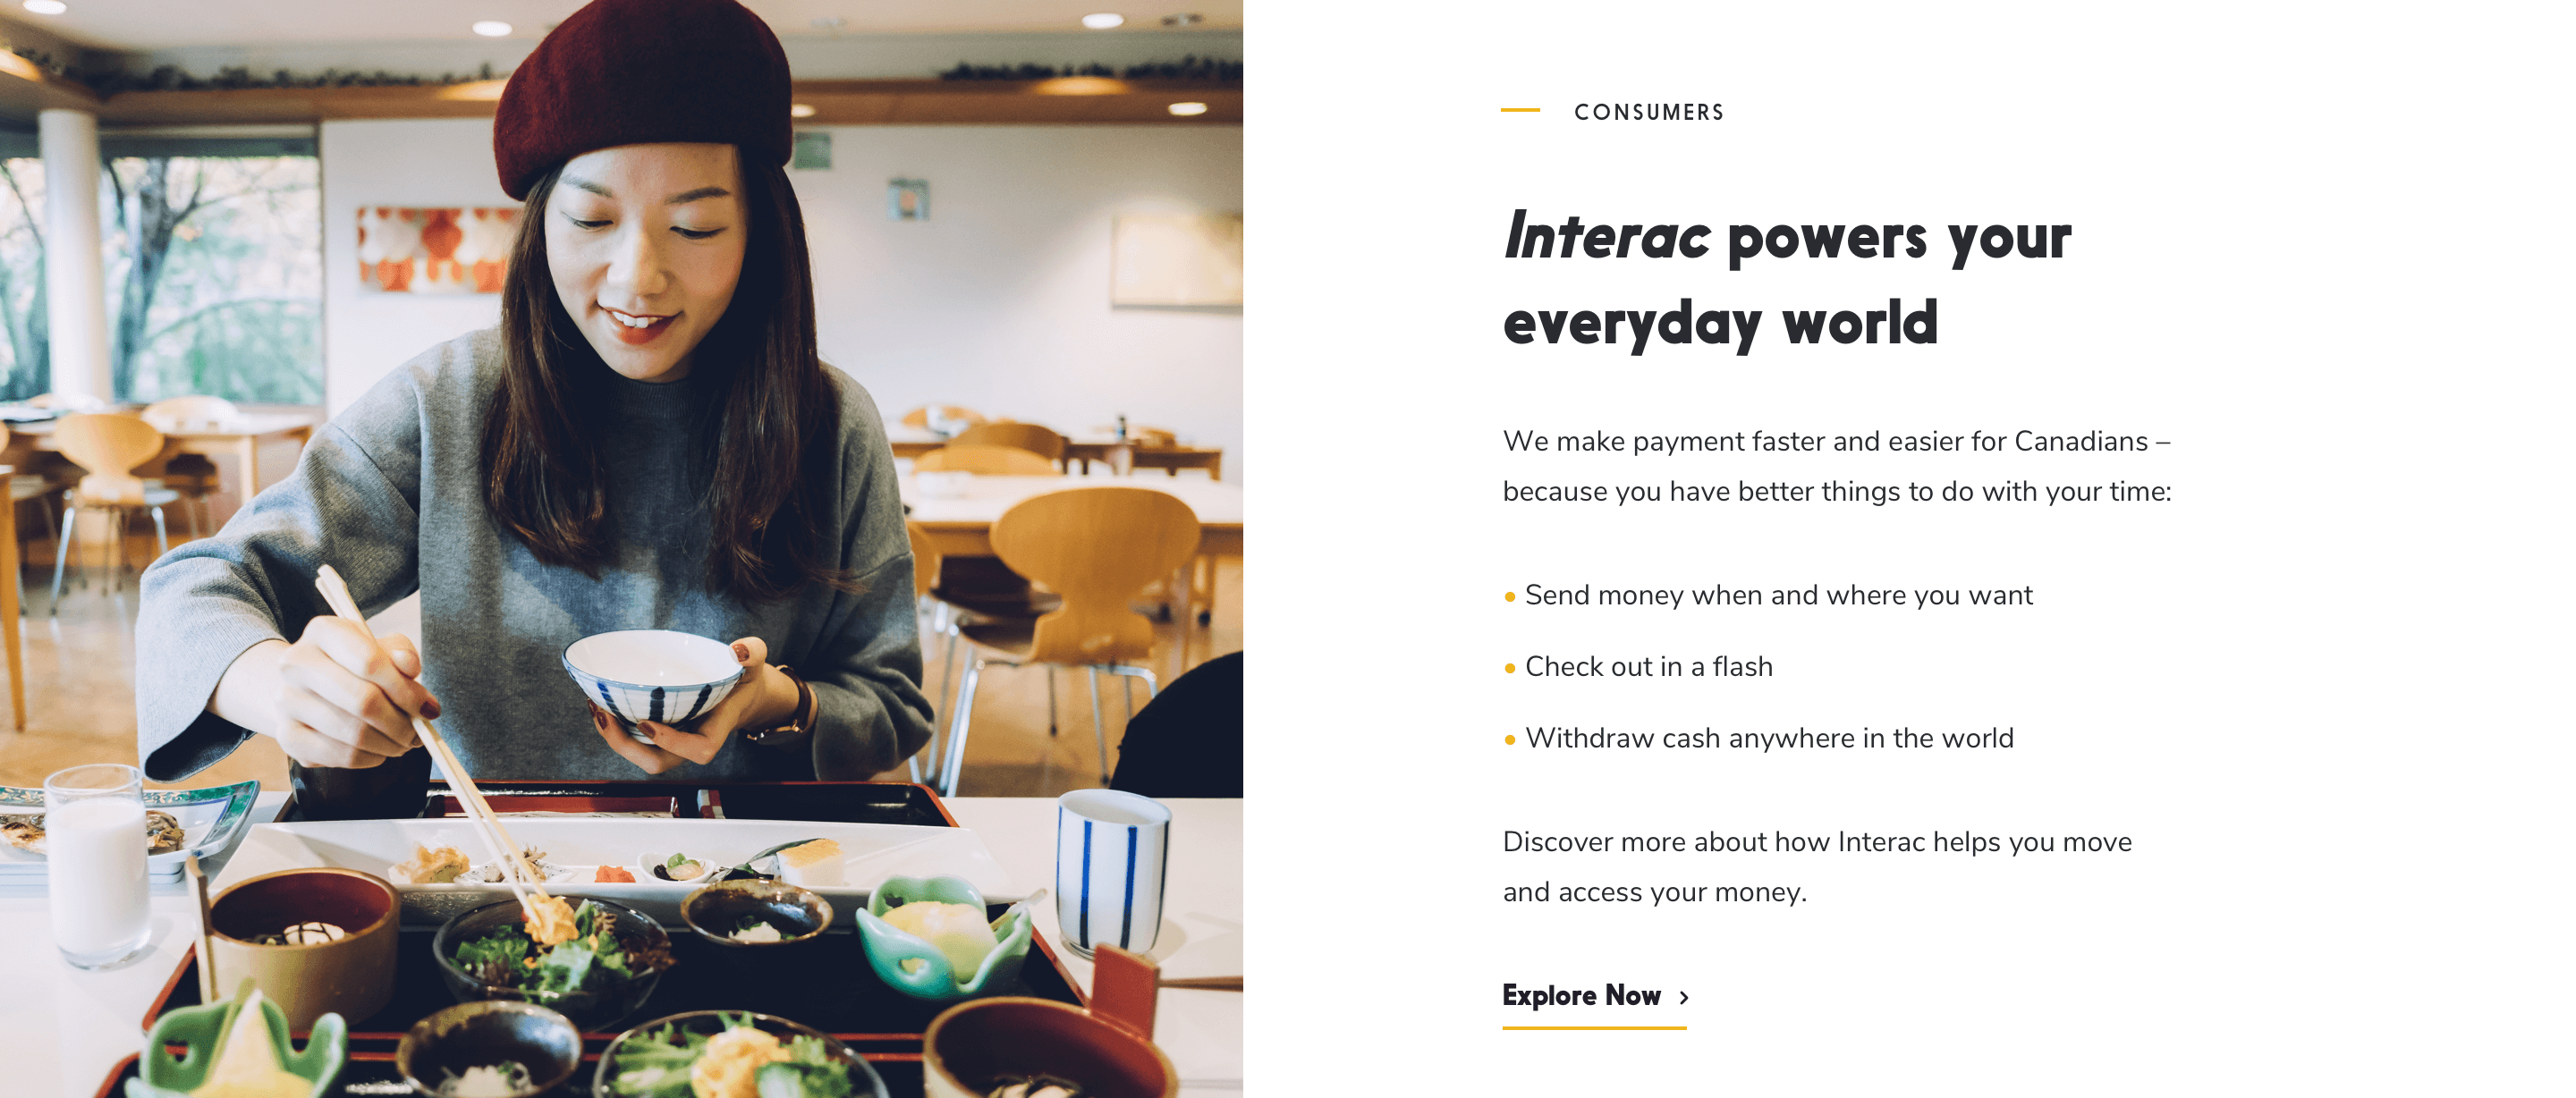 CONSUMERS
Interac powers your
everyday world
We make payment faster and easier for Canadians –
because you have better things to do with your time:
• Send money when and where you want
• Check out in a flash
• Withdraw cash anywhere in the world
Discover more about how Interac helps you move
and access your money.
Explore Now ›